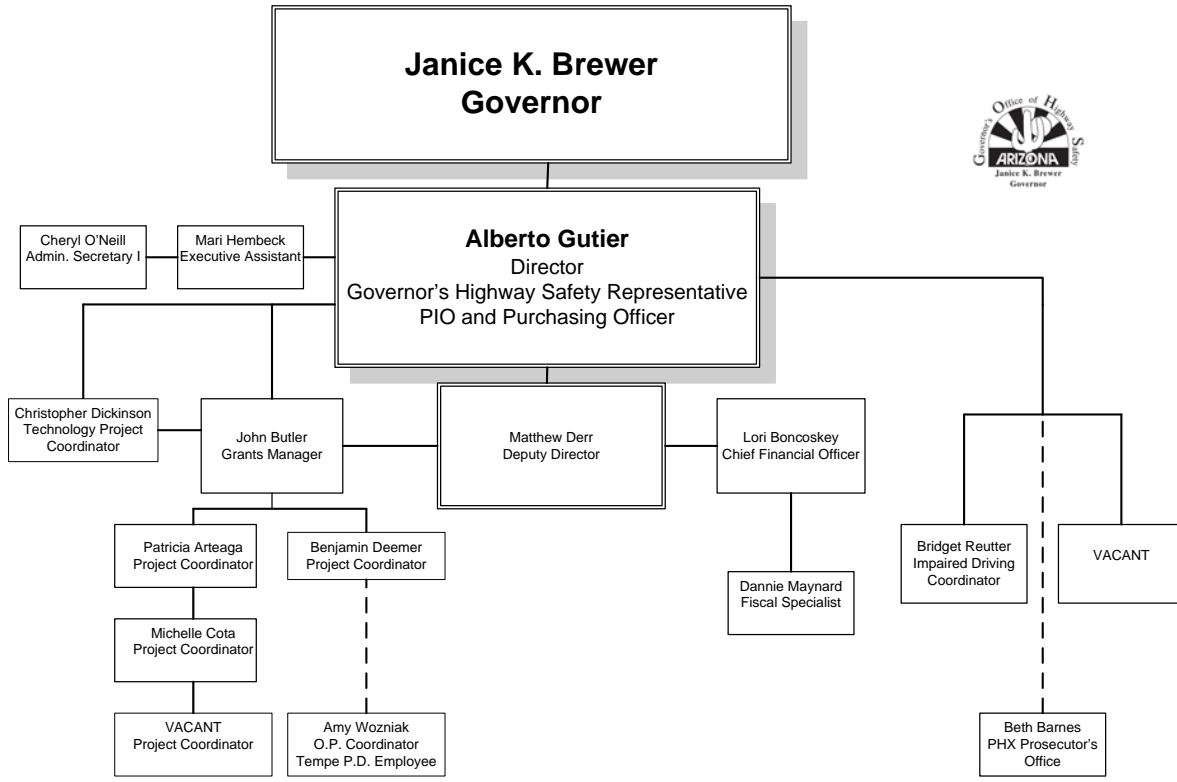 Janice K. Brewer
Governor
Governor's Office of Highway Safety
ARIZONA
Janice K. Brewer
Governor
Alberto Gutier
Director
Governor's Highway Safety Representative
PIO and Purchasing Officer
Cheryl O'Neill
Admin. Secretary I
Mari Hembeck
Executive Assistant
Christopher Dickinson
Technology Project
Coordinator
John Butler
Grants Manager
Matthew Derr
Deputy Director
Lori Boncoskey
Chief Financial Officer
Patricia Arteaga
Project Coordinator
Benjamin Deemer
Project Coordinator
Dannie Maynard
Fiscal Specialist
Bridget Reutter
Impaired Driving
Coordinator
VACANT
Michelle Cota
Project Coordinator
VACANT
Project Coordinator
Amy Wozniak
O.P. Coordinator
Tempe P.D. Employee
Beth Barnes
PHX Prosecutor's
Office